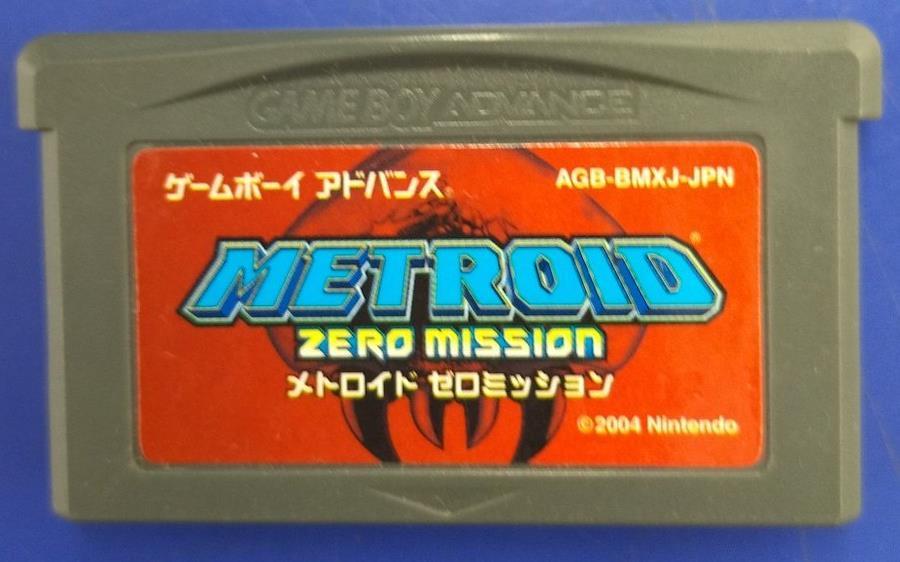 GAME BOY ADVANCE
ゲームボーイ アドバンス AGB-BMXJ-JPN
METROID®
ZERO MISSION
メトロイド ゼロミッション
©2004 Nintendo